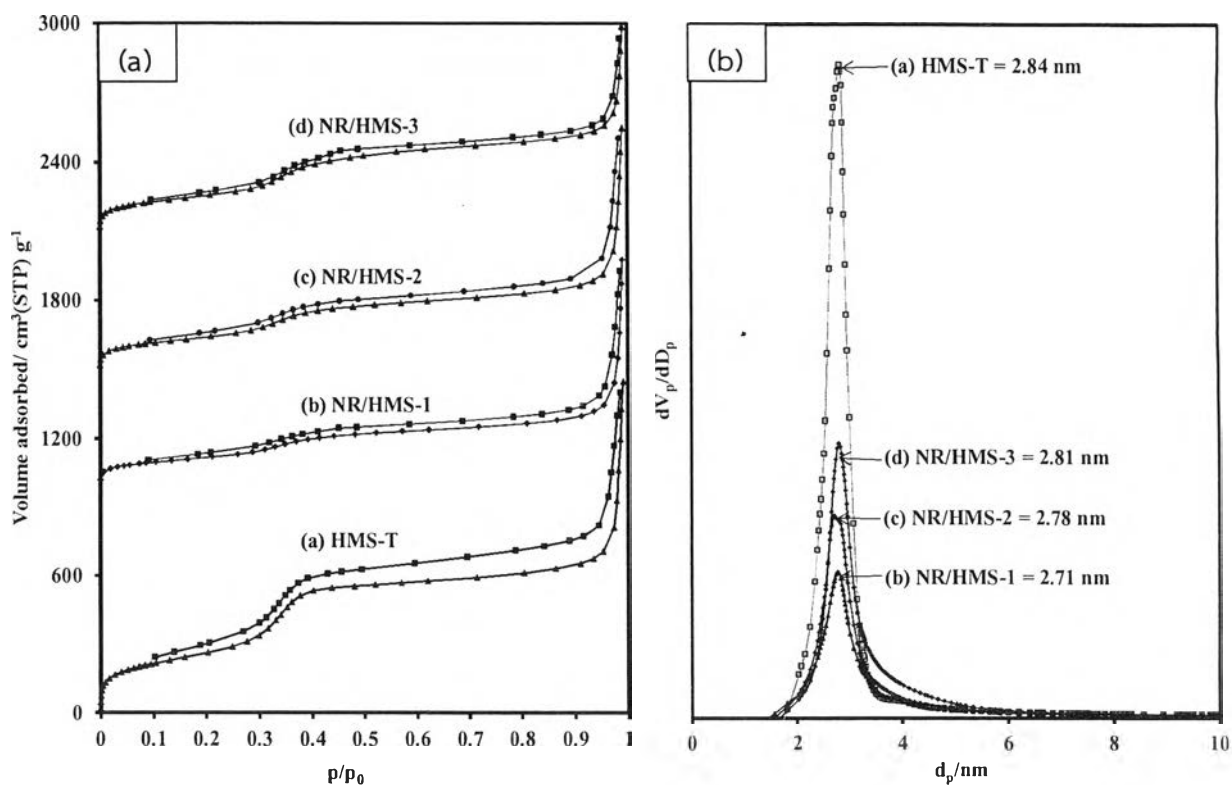 (a)
3000
2400
1800
1200
600
0
Volume adsorbed/ cm³(STP) g⁻¹
(d) NR/HMS-3
(c) NR/HMS-2
(b) NR/HMS-1
(a) HMS-T
0 0.1 0.2 0.3 0.4 0.5 0.6 0.7 0.8 0.9 1
p/p₀
(b)
dVₚ/dDₚ
(a) HMS-T = 2.84 nm
(d) NR/HMS-3 = 2.81 nm
(c) NR/HMS-2 = 2.78 nm
(b) NR/HMS-1 = 2.71 nm
0 2 4 6 8 10
dₚ/nm